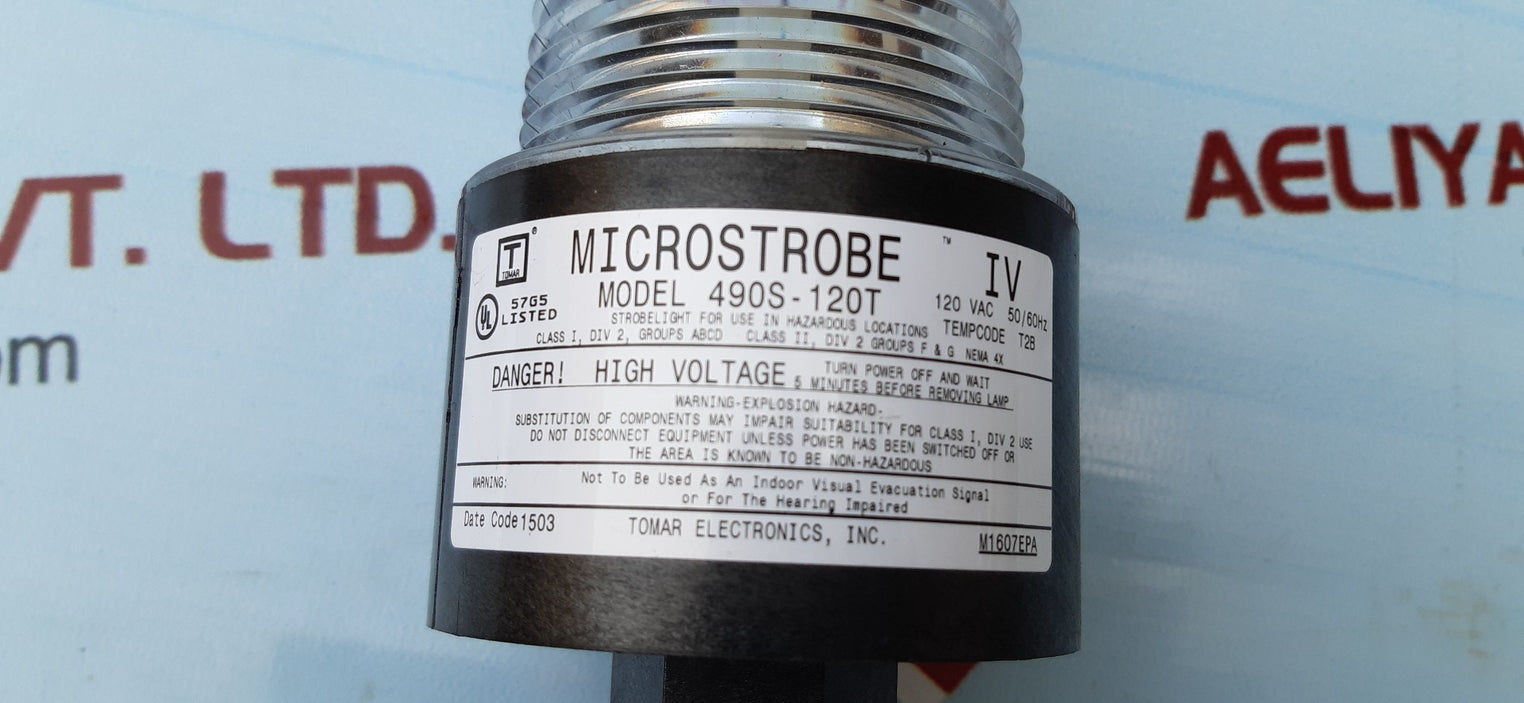 VT. LTD.
AELIYA
om
T
TOMAR
®
MICROSTROBE ™ IV
MODEL 490S-120T
120 VAC 50/60Hz
UL 57G5
LISTED
STROBELIGHT FOR USE IN HAZARDOUS LOCATIONS
TEMPCODE T2B
CLASS I, DIV 2, GROUPS ABCD CLASS II, DIV 2 GROUPS F & G NEMA 4X
DANGER! HIGH VOLTAGE
TURN POWER OFF AND WAIT
5 MINUTES BEFORE REMOVING LAMP
WARNING-EXPLOSION HAZARD-
SUBSTITUTION OF COMPONENTS MAY IMPAIR SUITABILITY FOR CLASS I, DIV 2 USE
DO NOT DISCONNECT EQUIPMENT UNLESS POWER HAS BEEN SWITCHED OFF OR
THE AREA IS KNOWN TO BE NON-HAZARDOUS
WARNING: Not To Be Used As An Indoor Visual Evacuation Signal
or For The Hearing Impaired
Date Code 1503
TOMAR ELECTRONICS, INC.
M1607EPA